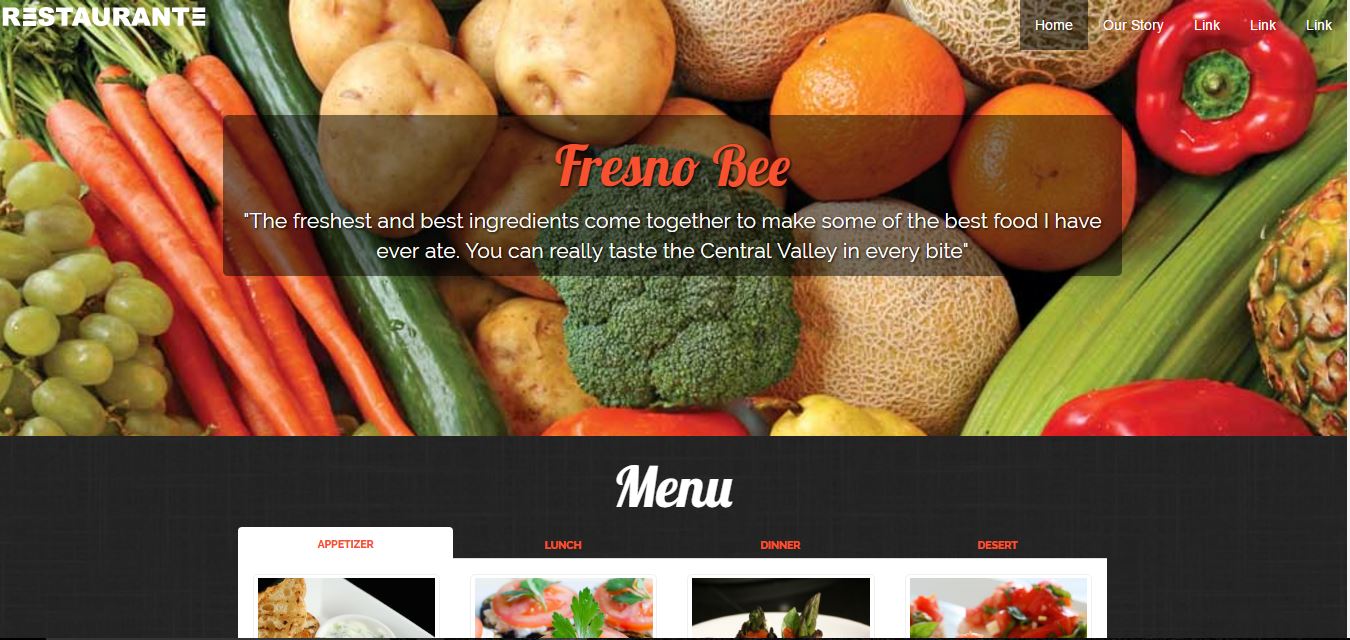 RESTAURANTE
Home Our Story Link Link Link
Fresno Bee
"The freshest and best ingredients come together to make some of the best food I have
ever ate. You can really taste the Central Valley in every bite"
Menu
APPETIZER LUNCH DINNER DESERT